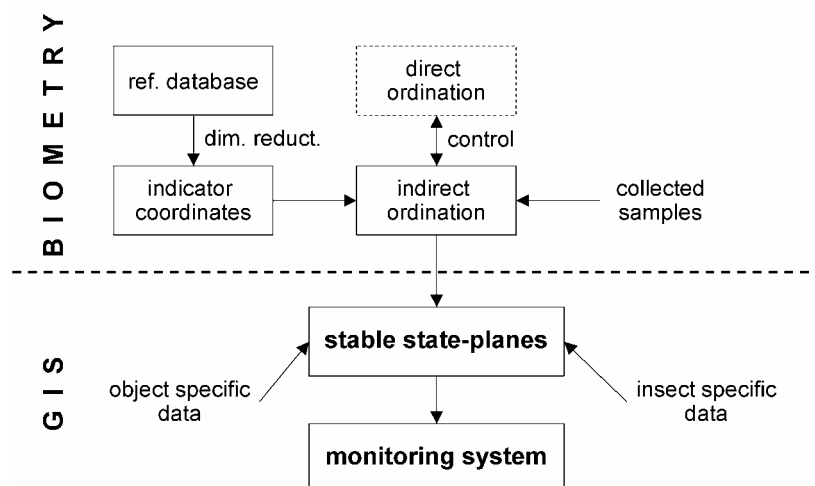 BIOMETRY
ref. database
direct
ordination
dim. reduct.
control
indicator
coordinates
indirect
ordination
collected
samples
GIS
stable state-planes
object specific
data
insect specific
data
monitoring system